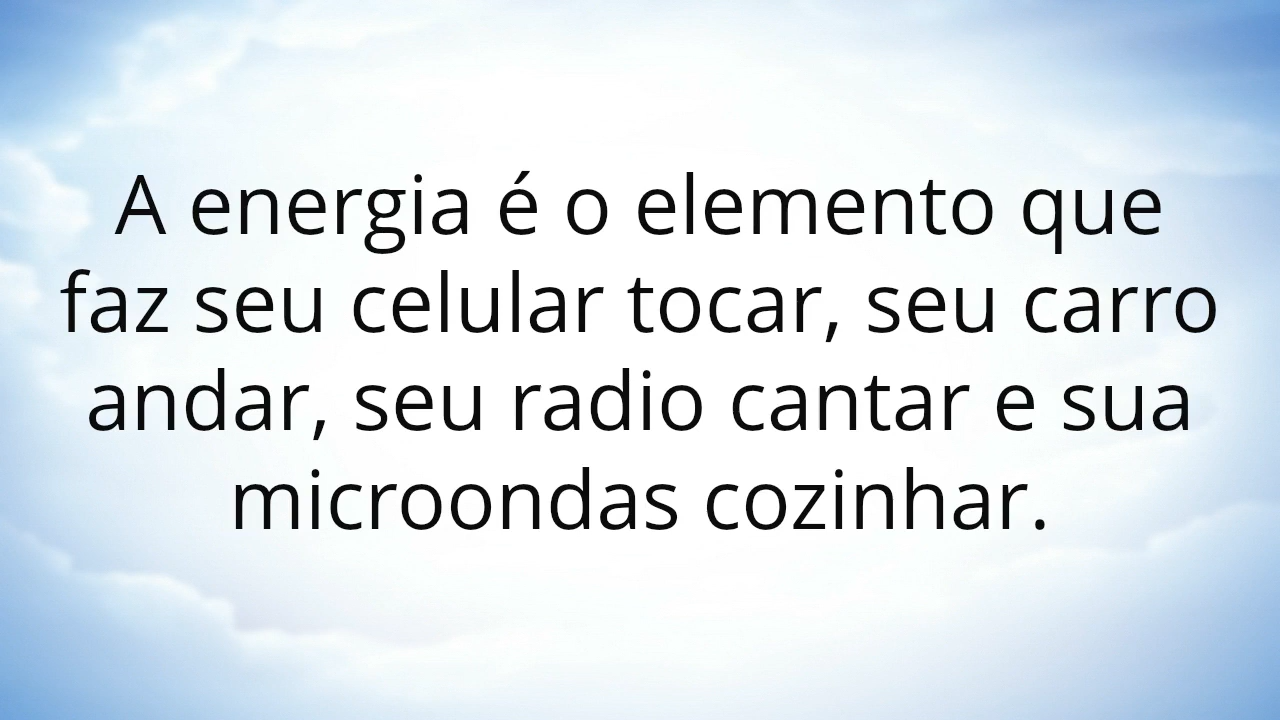 A energia é o elemento que
faz seu celular tocar, seu carro
andar, seu radio cantar e sua
microondas cozinhar.